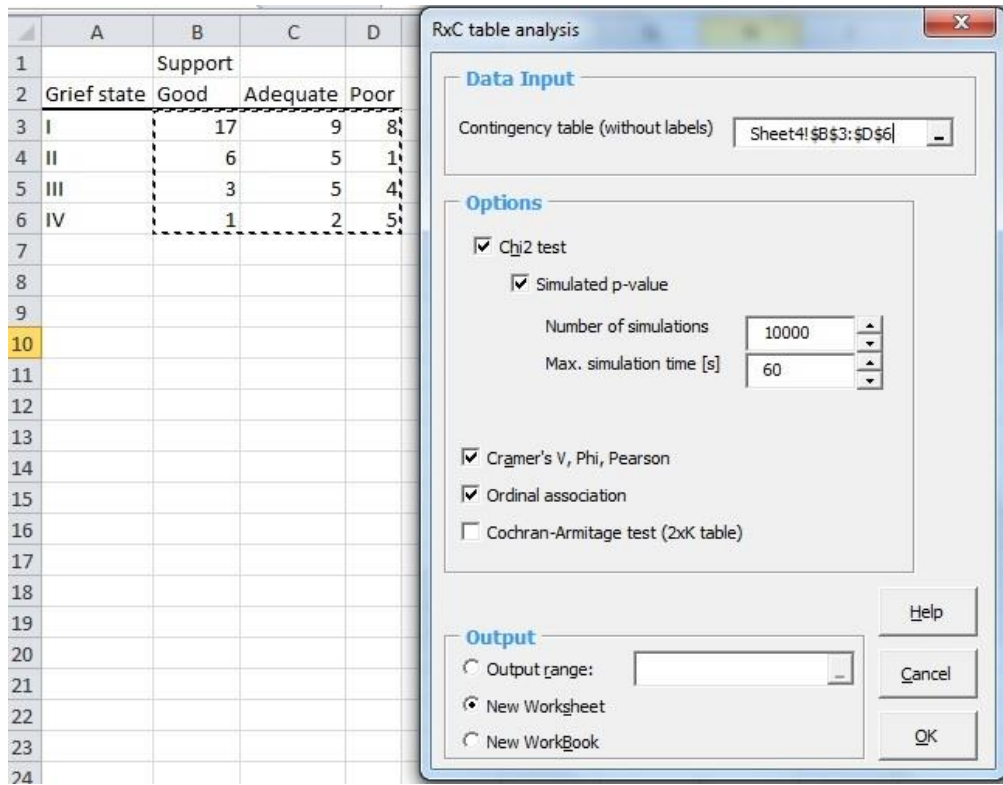 A B C D
1 Support
2 Grief state Good Adequate Poor
3 I 17 9 8
4 II 6 5 1
5 III 3 5 4
6 IV 1 2 5
7
8
9
10
11
12
13
14
15
16
17
18
19
20
21
22
23
24
RxC table analysis
Data Input
Contingency table (without labels) Sheet4!$B$3:$D$6 _
Options
Chi2 test
Simulated p-value
Number of simulations 10000
Max. simulation time [s] 60
Cramer's V, Phi, Pearson
Ordinal association
Cochran-Armitage test (2xK table)
Output
Output range: _
New Worksheet
New WorkBook
Help
Cancel
OK